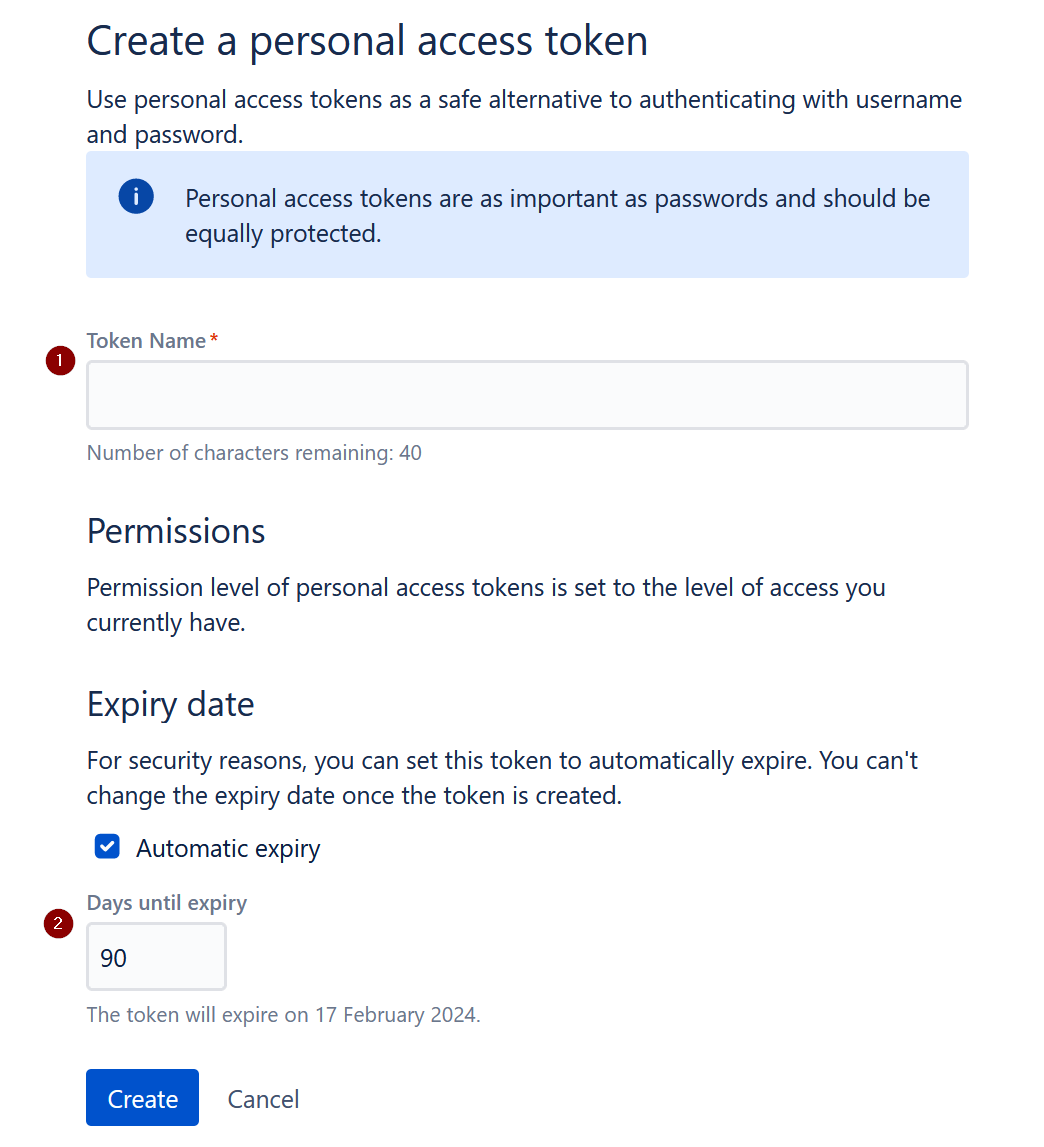 Create a personal access token
Use personal access tokens as a safe alternative to authenticating with username
and password.
Personal access tokens are as important as passwords and should be
equally protected.
Token Name*
1
Number of characters remaining: 40
Permissions
Permission level of personal access tokens is set to the level of access you
currently have.
Expiry date
For security reasons, you can set this token to automatically expire. You can't
change the expiry date once the token is created.
Automatic expiry
Days until expiry
2
90
The token will expire on 17 February 2024.
Create Cancel